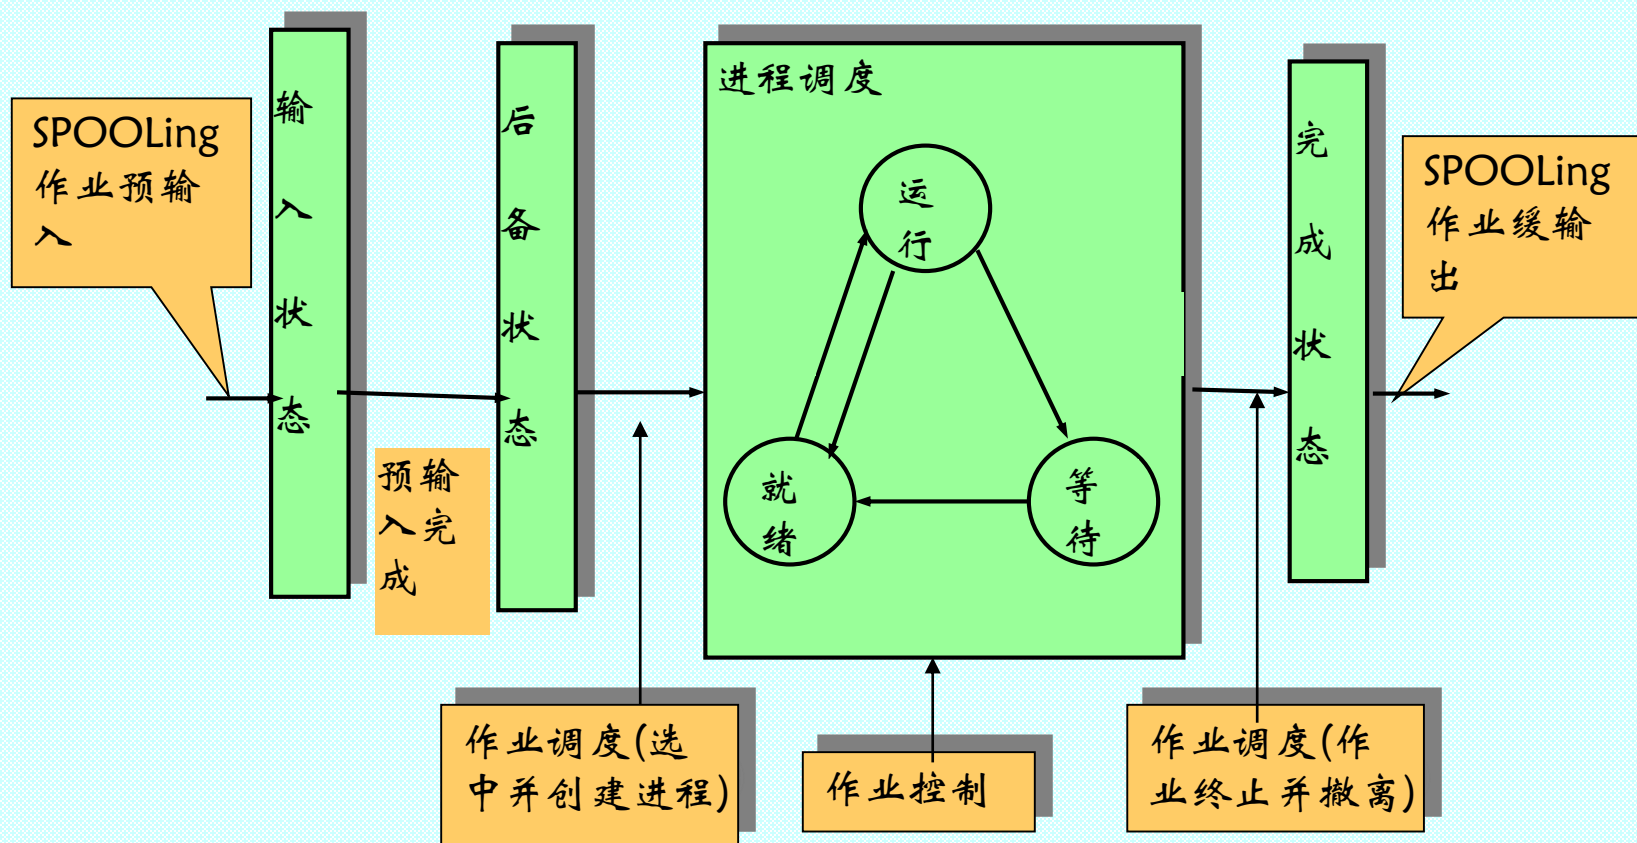 SPOOLing
作业预输
入
输
入
状
态
预输
入完
成
后
备
状
态
进程调度
运
行
就
绪
等
待
完
成
状
态
SPOOLing
作业缓输
出
作业调度(选
中并创建进程)
作业控制
作业调度(作
业终止并撤离)